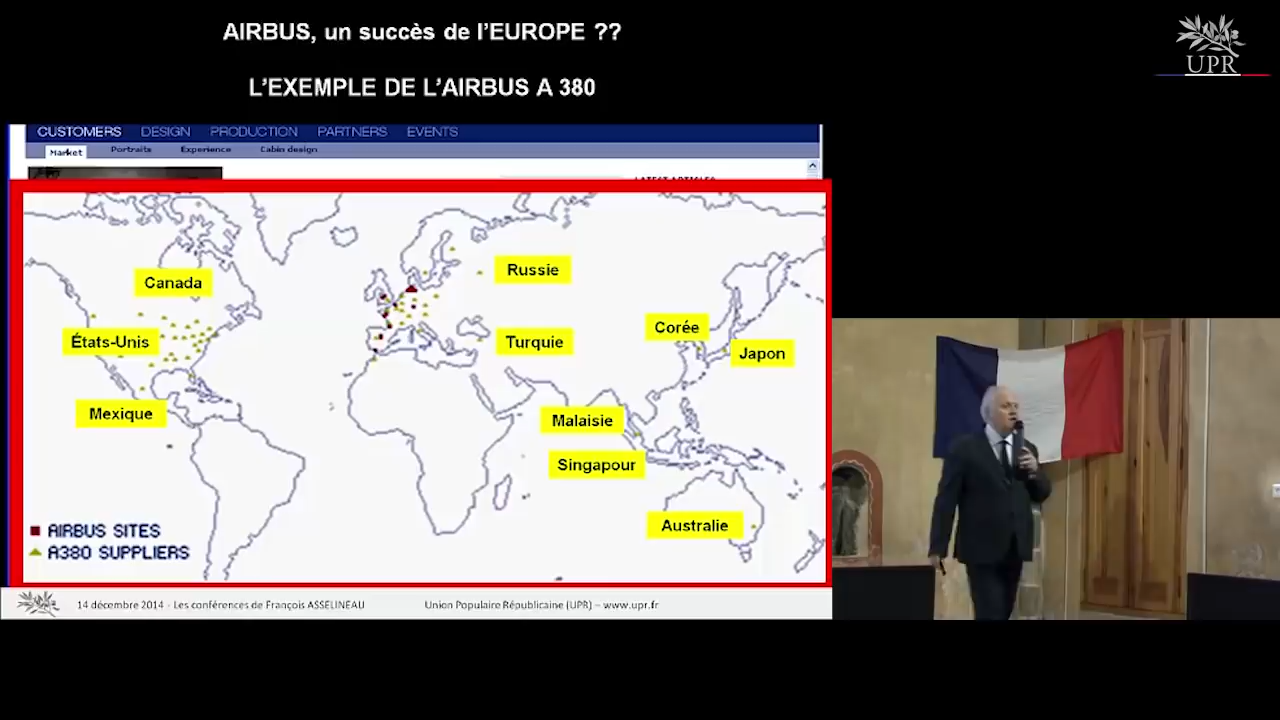 AIRBUS, un succès de l'EUROPE ??
L'EXEMPLE DE L'AIRBUS A 380
UPR
CUSTOMERS DESIGN PRODUCTION PARTNERS EVENTS
Market Portraits Experience Cabin design
LATEST ARTICLES
Canada
Russie
États-Unis
Turquie
Corée
Japon
Mexique
Malaisie
Singapour
Australie
AIRBUS SITES
A380 SUPPLIERS
14 décembre 2014 - Les conférences de François ASSELINEAU
Union Populaire Républicaine (UPR) – www.upr.fr